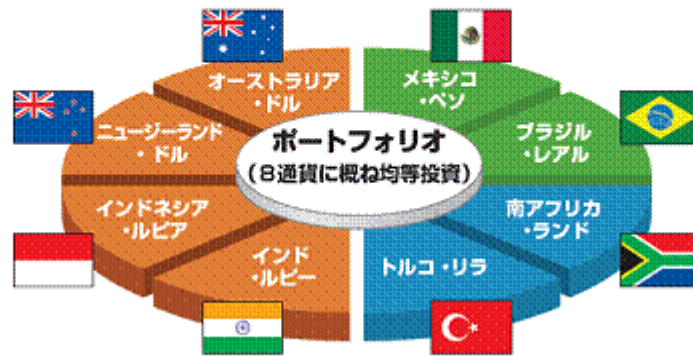 ポートフォリオ
(8通貨に概ね均等投資)
メキシコ
・ペソ
ブラジル
・レアル
南アフリカ
・ランド
トルコ・リラ
インド
・ルピー
インドネシア
・ルピア
ニュージーランド
・ドル
オーストラリア
・ドル